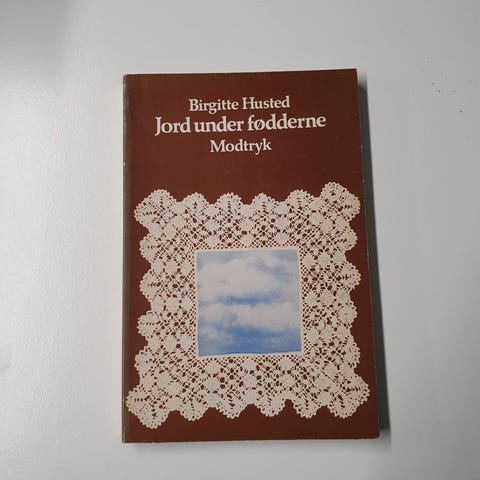 Birgitte Husted
Jord under fødderne
Modtryk